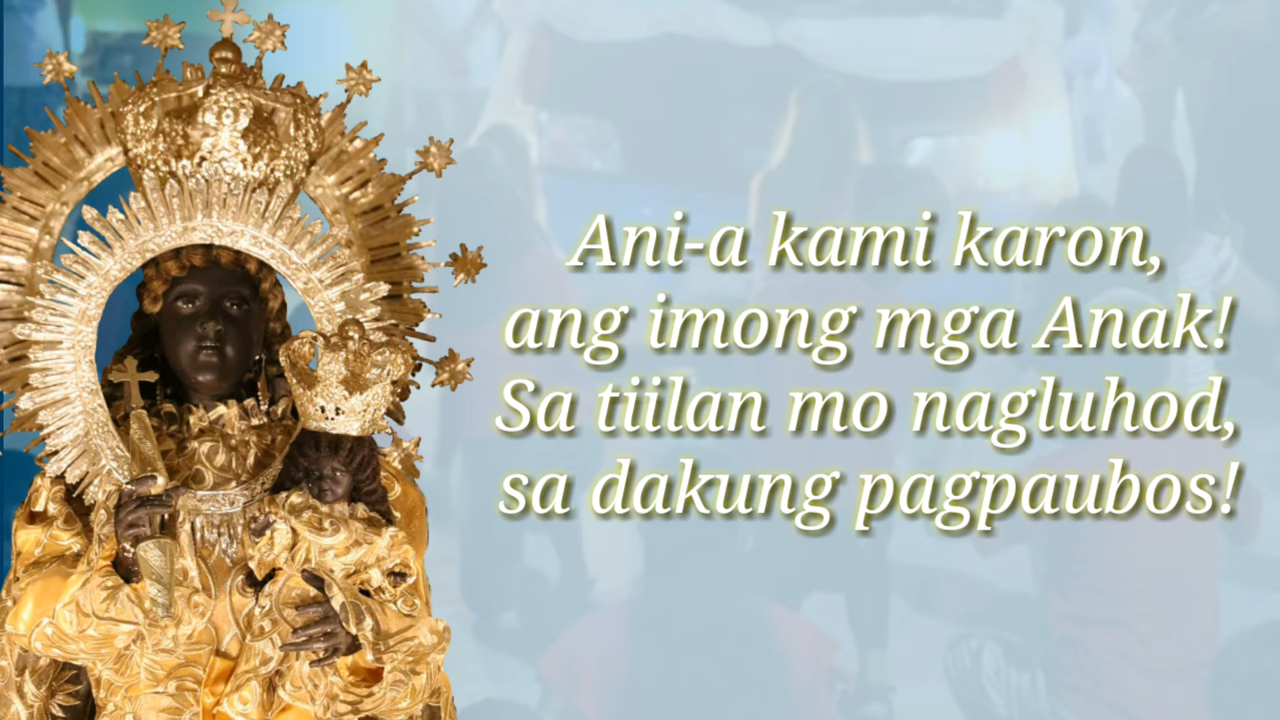 Ani-a kami karon,
ang imong mga Anak!
Sa tiilan mo nagluhod,
sa dakung pagpaubos!